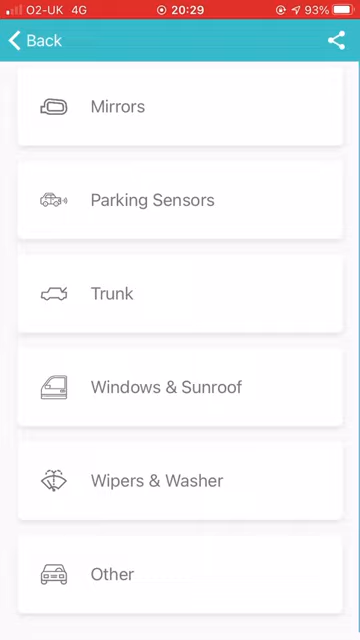 O2-UK 4G 20:29 93%
Back
Mirrors
Parking Sensors
Trunk
Windows & Sunroof
Wipers & Washer
Other